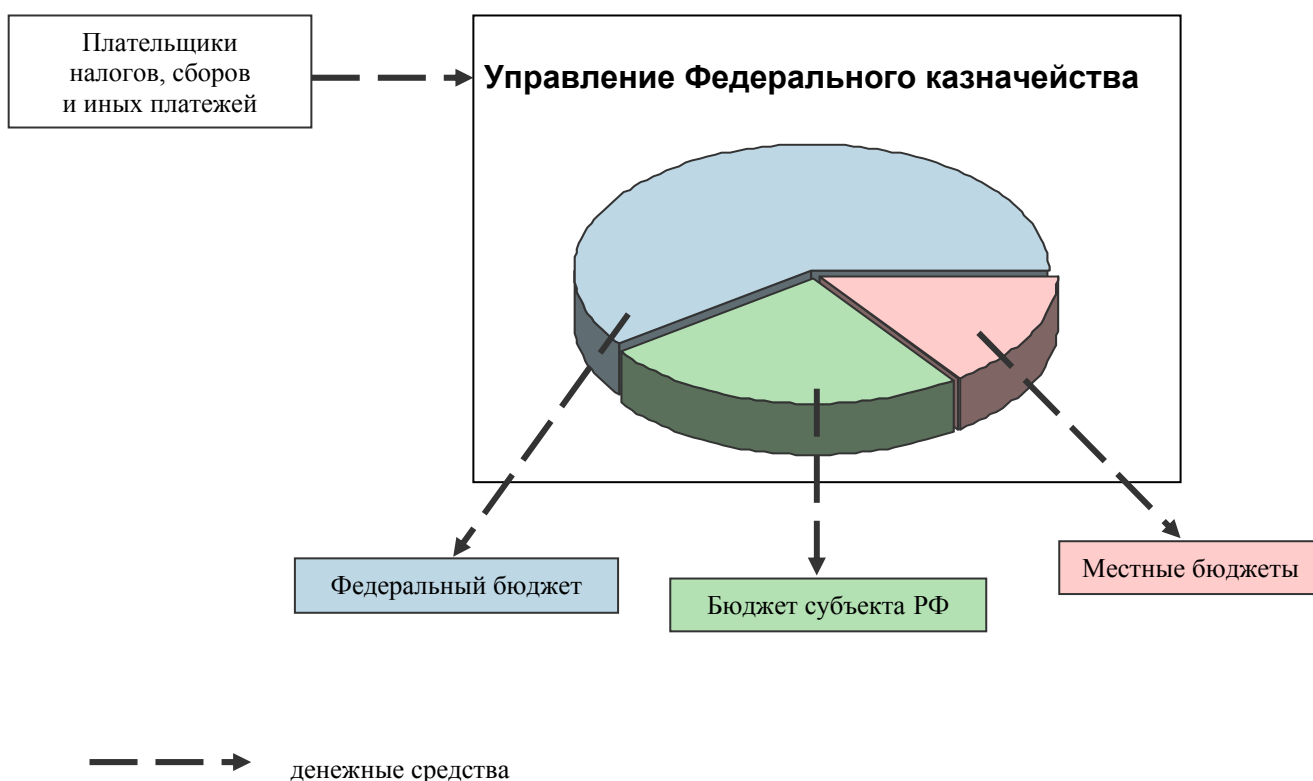 Плательщики
налогов, сборов
и иных платежей
Управление Федерального казначейства
Федеральный бюджет
Бюджет субъекта РФ
Местные бюджеты
денежные средства